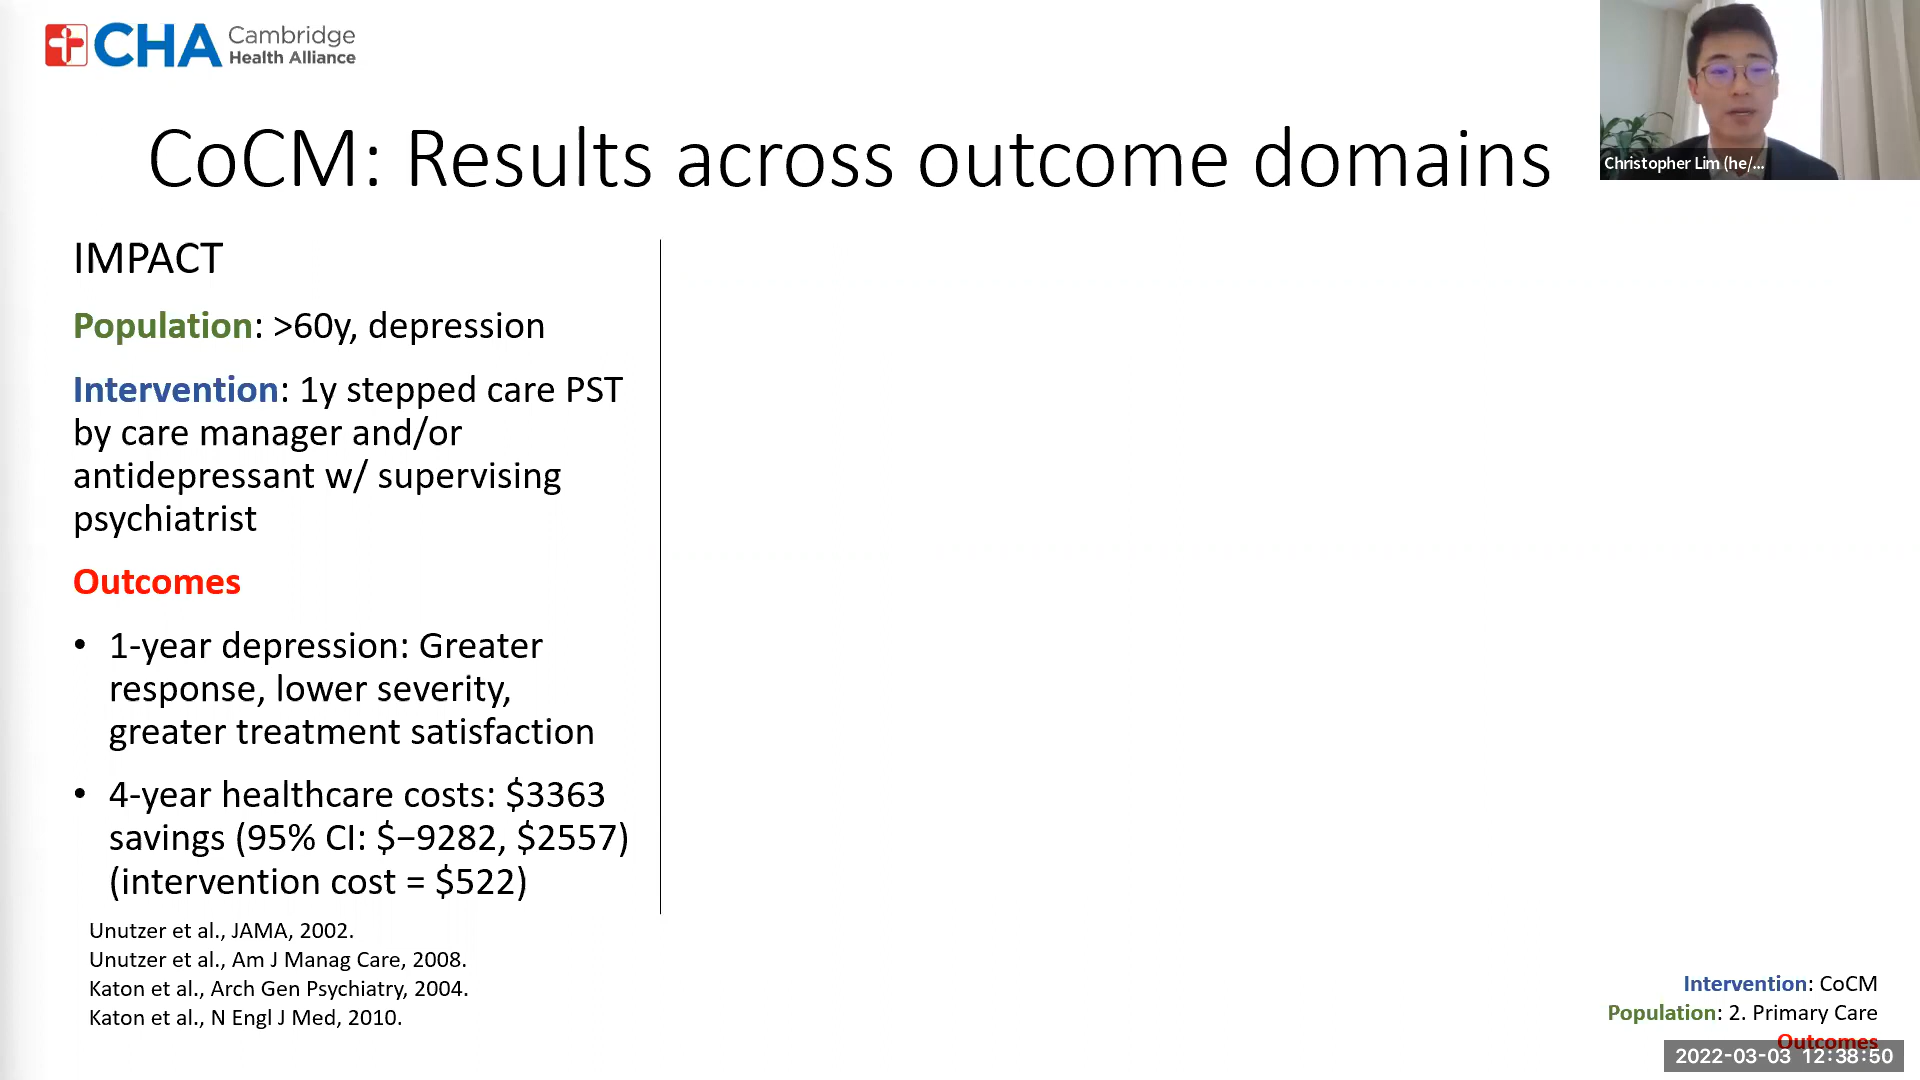 CHA Cambridge
Health Alliance
Christopher Lim (he/...
CoCM: Results across outcome domains
IMPACT
Population: >60y, depression
Intervention: 1y stepped care PST
by care manager and/or
antidepressant w/ supervising
psychiatrist
Outcomes
• 1-year depression: Greater
response, lower severity,
greater treatment satisfaction
• 4-year healthcare costs: $3363
savings (95% CI: $−9282, $2557)
(intervention cost = $522)
Unutzer et al., JAMA, 2002.
Unutzer et al., Am J Manag Care, 2008.
Katon et al., Arch Gen Psychiatry, 2004.
Katon et al., N Engl J Med, 2010.
Intervention: CoCM
Population: 2. Primary Care
Outcomes
2022-03-03 12:38:50